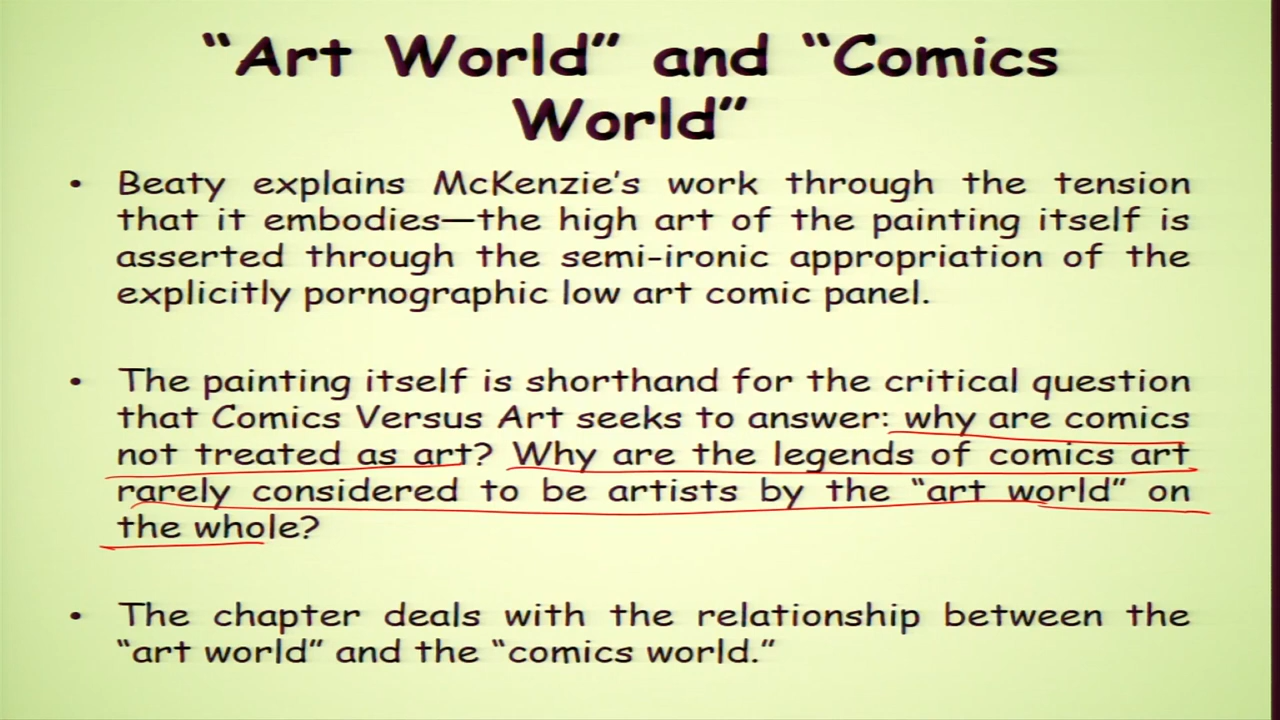 “Art World” and “Comics
World”
• Beaty explains McKenzie’s work through the tension
that it embodies—the high art of the painting itself is
asserted through the semi-ironic appropriation of the
explicitly pornographic low art comic panel.
• The painting itself is shorthand for the critical question
that Comics Versus Art seeks to answer: why are comics
not treated as art? Why are the legends of comics art
rarely considered to be artists by the “art world” on
the whole?
• The chapter deals with the relationship between the
“art world” and the “comics world.”